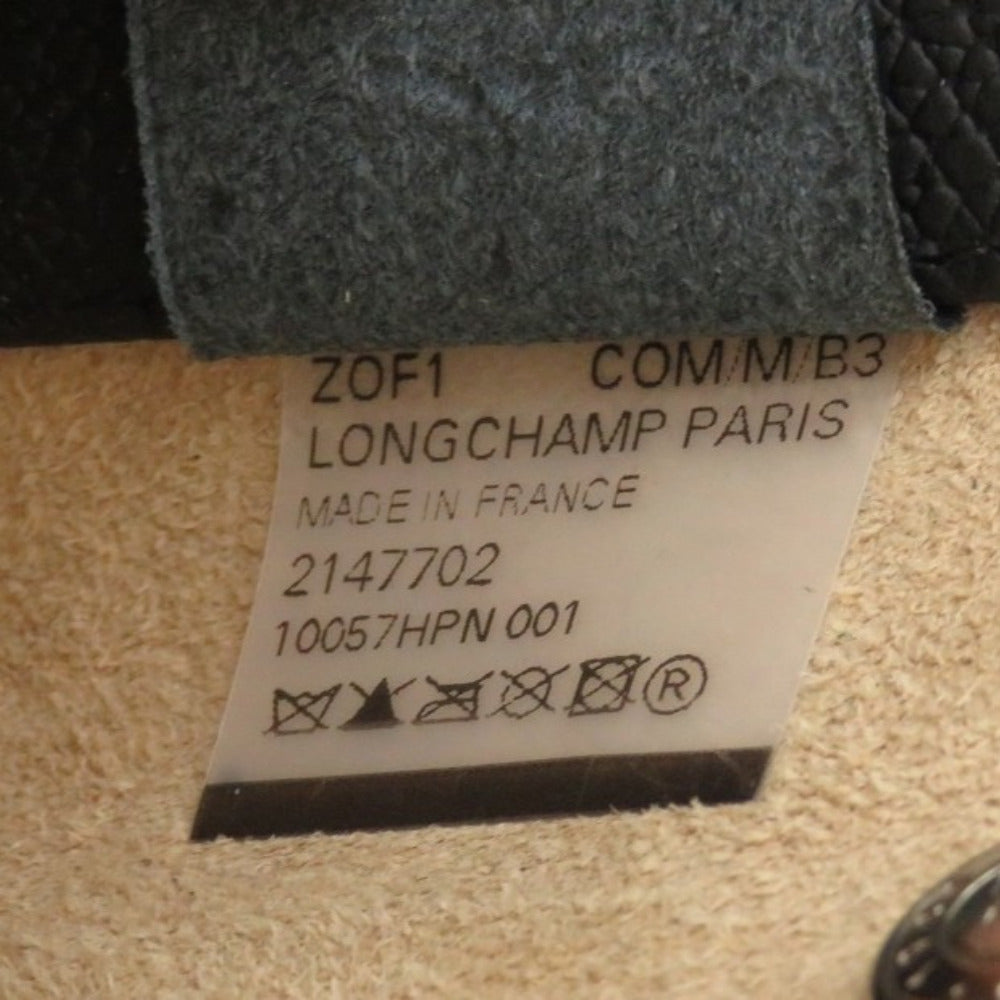 ZOF1 COM/M/B3
LONGCHAMP PARIS
MADE IN FRANCE
2147702
10057HPN 001
®